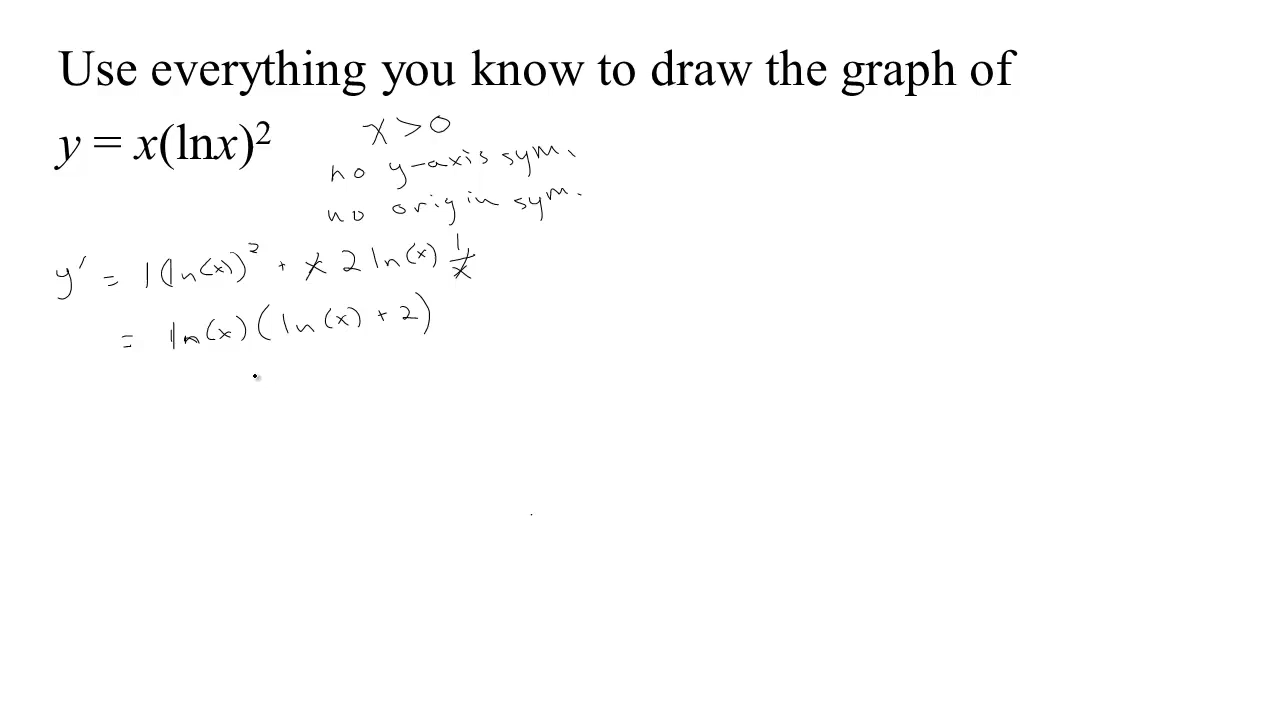 Use everything you know to draw the graph of
y = x(lnx)²
x > 0
no y-axis sym.
no origin sym.
y' = 1(ln(x))² + x 2 ln(x) 1/x
= ln(x)(ln(x) + 2)